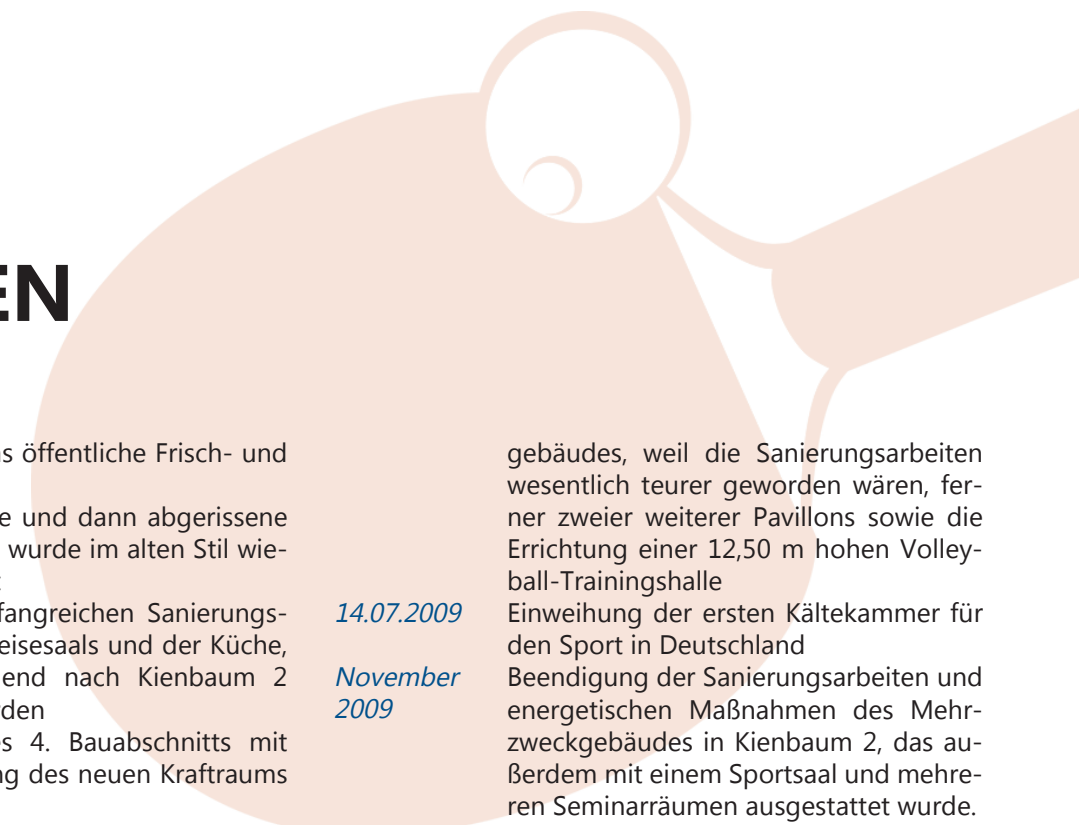 EN
s öffentliche Frisch- und
e und dann abgerissene
wurde im alten Stil wie-
fangreichen Sanierungs-
eisesaals und der Küche,
end nach Kienbaum 2
rden
es 4. Bauabschnitts mit
ng des neuen Kraftraums
gebäudes, weil die Sanierungsarbeiten
wesentlich teurer geworden wären, fer-
ner zweier weiterer Pavillons sowie die
Errichtung einer 12,50 m hohen Volley-
ball-Trainingshalle
14.07.2009 Einweihung der ersten Kältekammer für
den Sport in Deutschland
November Beendigung der Sanierungsarbeiten und
2009 energetischen Maßnahmen des Mehr-
zweckgebäudes in Kienbaum 2, das au-
ßerdem mit einem Sportsaal und mehre-
ren Seminarräumen ausgestattet wurde.